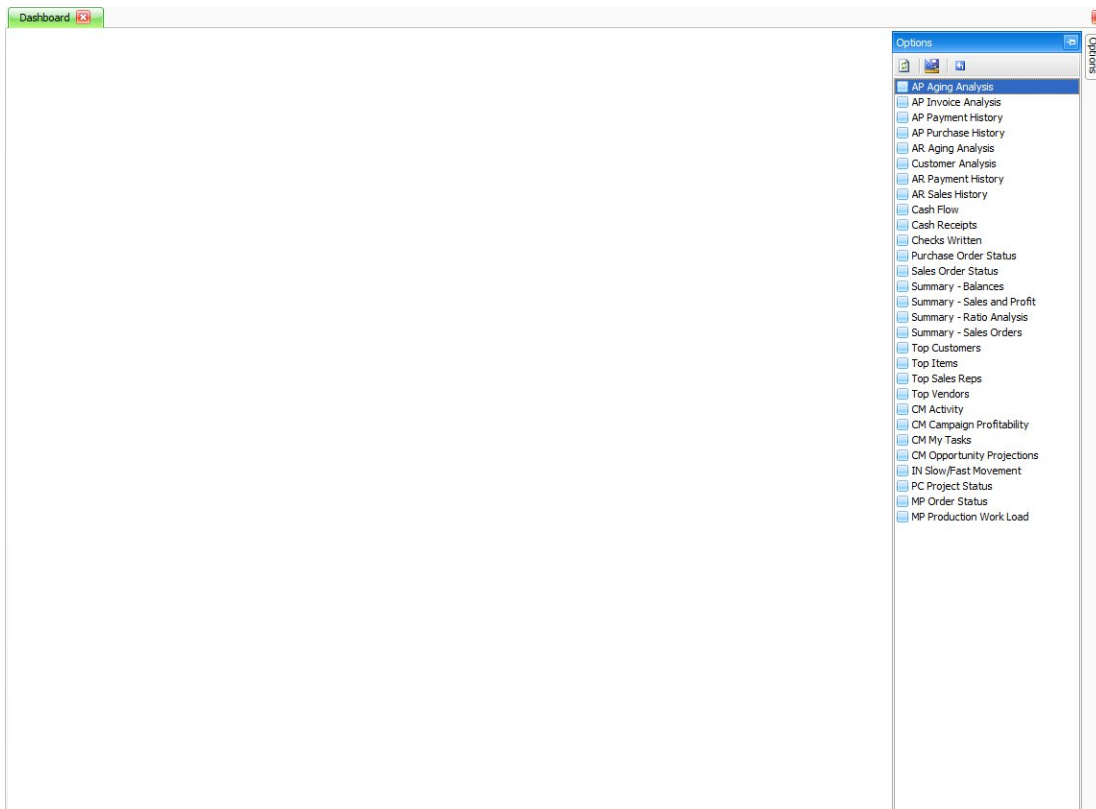 Dashboard
Options
Options
AP Aging Analysis
AP Invoice Analysis
AP Payment History
AP Purchase History
AR Aging Analysis
Customer Analysis
AR Payment History
AR Sales History
Cash Flow
Cash Receipts
Checks Written
Purchase Order Status
Sales Order Status
Summary - Balances
Summary - Sales and Profit
Summary - Ratio Analysis
Summary - Sales Orders
Top Customers
Top Items
Top Sales Reps
Top Vendors
CM Activity
CM Campaign Profitability
CM My Tasks
CM Opportunity Projections
IN Slow/Fast Movement
PC Project Status
MP Order Status
MP Production Work Load